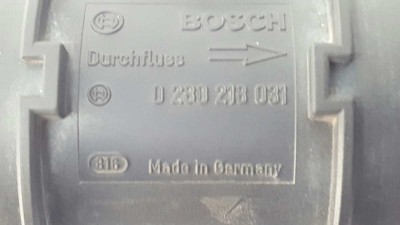 BOSCH
Durchfluss
0 280 218 031
816 Made in Germany